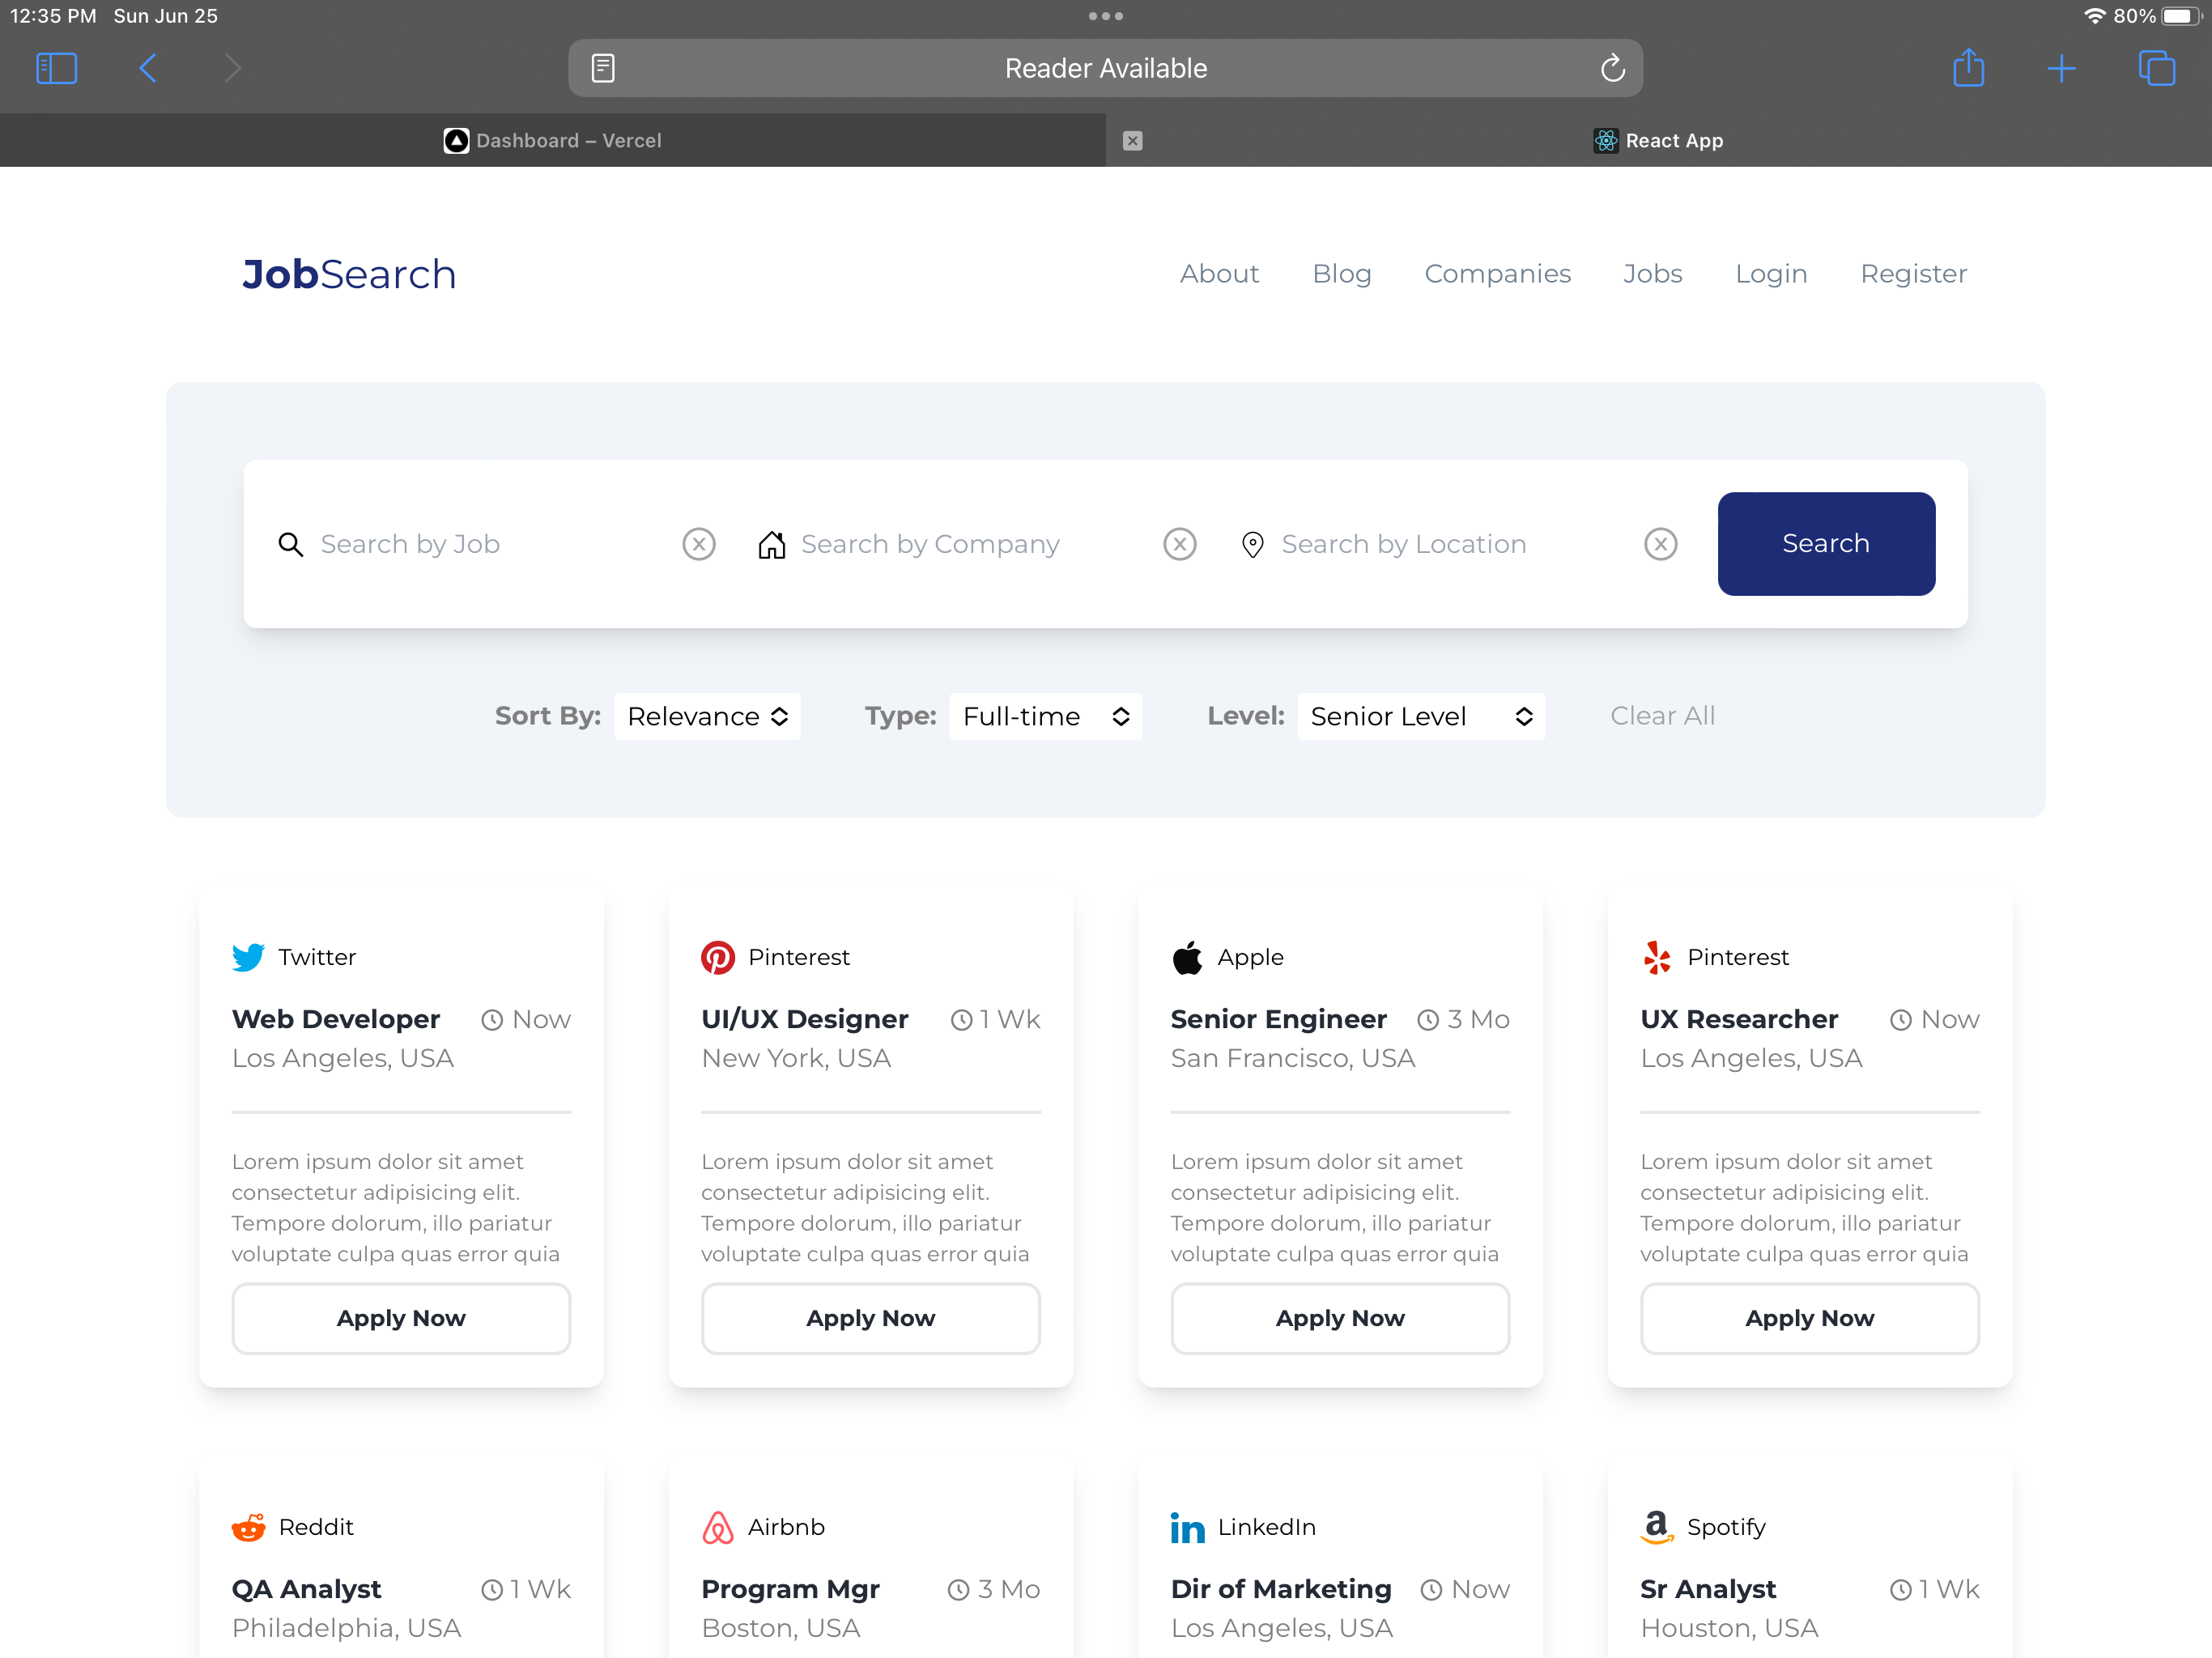 12:35 PM Sun Jun 25 80%
Reader Available
Dashboard – Vercel React App
JobSearch About Blog Companies Jobs Login Register
Search by Job Search by Company Search by Location Search
Sort By: Relevance Type: Full-time Level: Senior Level Clear All
Twitter
Web Developer Now
Los Angeles, USA
Lorem ipsum dolor sit amet
consectetur adipisicing elit.
Tempore dolorum, illo pariatur
voluptate culpa quas error quia
Apply Now
Pinterest
UI/UX Designer 1 Wk
New York, USA
Lorem ipsum dolor sit amet
consectetur adipisicing elit.
Tempore dolorum, illo pariatur
voluptate culpa quas error quia
Apply Now
Apple
Senior Engineer 3 Mo
San Francisco, USA
Lorem ipsum dolor sit amet
consectetur adipisicing elit.
Tempore dolorum, illo pariatur
voluptate culpa quas error quia
Apply Now
Pinterest
UX Researcher Now
Los Angeles, USA
Lorem ipsum dolor sit amet
consectetur adipisicing elit.
Tempore dolorum, illo pariatur
voluptate culpa quas error quia
Apply Now
Reddit
QA Analyst 1 Wk
Philadelphia, USA
Airbnb
Program Mgr 3 Mo
Boston, USA
LinkedIn
Dir of Marketing Now
Los Angeles, USA
Spotify
Sr Analyst 1 Wk
Houston, USA